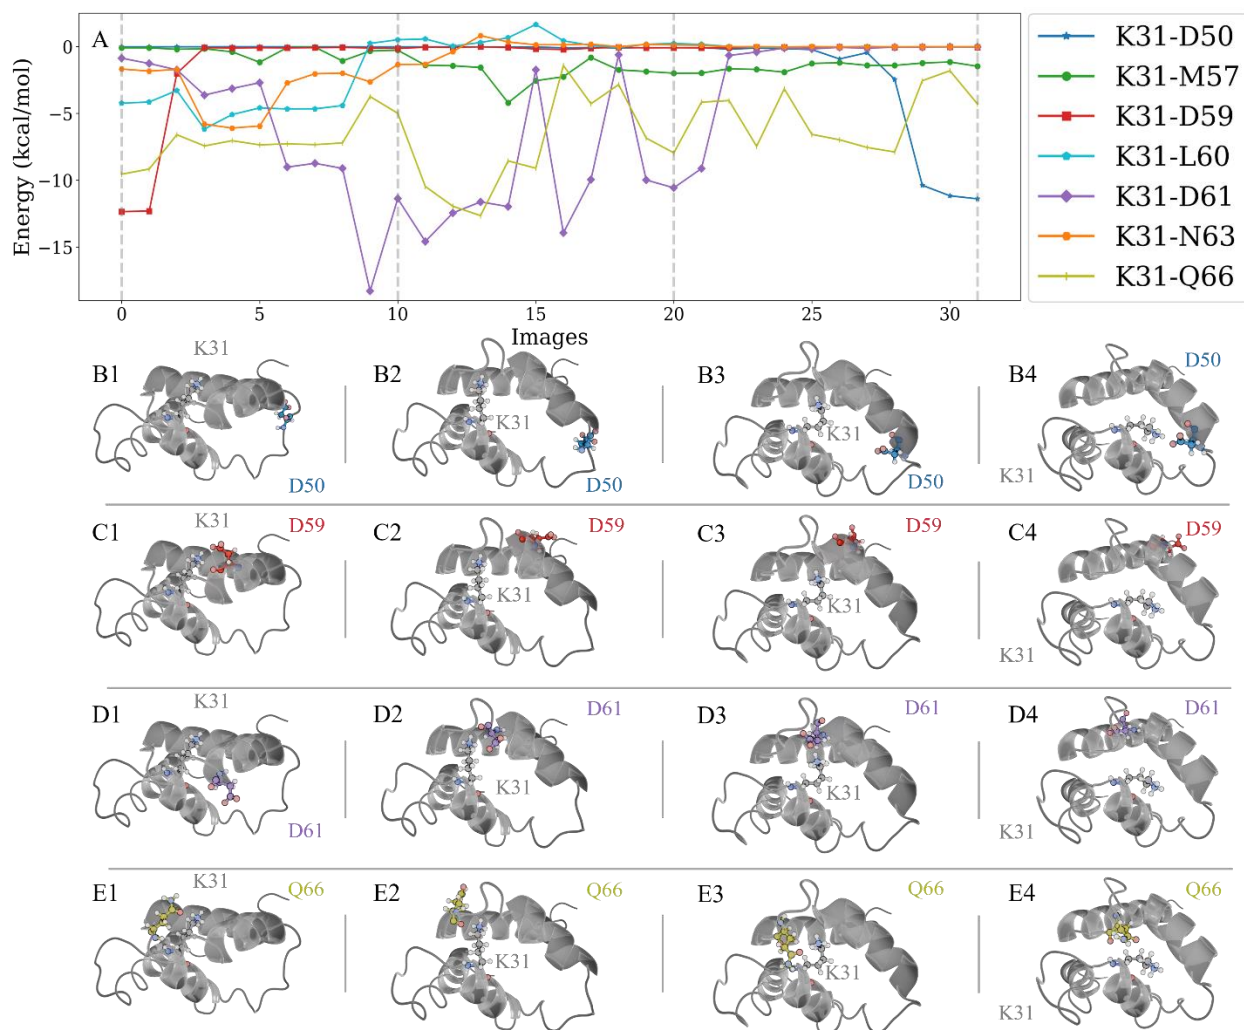 A
Energy (kcal/mol)
0
−5
−10
−15
0 5 10 15 20 25 30
Images
K31-D50
K31-M57
K31-D59
K31-L60
K31-D61
K31-N63
K31-Q66
B1 K31 D50
B2 K31 D50
B3 K31 D50
B4 D50 K31
C1 K31 D59
C2 D59 K31
C3 D59 K31
C4 D59 K31
D1 K31 D61
D2 D61 K31
D3 D61 K31
D4 D61 K31
E1 K31 Q66
E2 Q66 K31
E3 Q66 K31
E4 Q66 K31